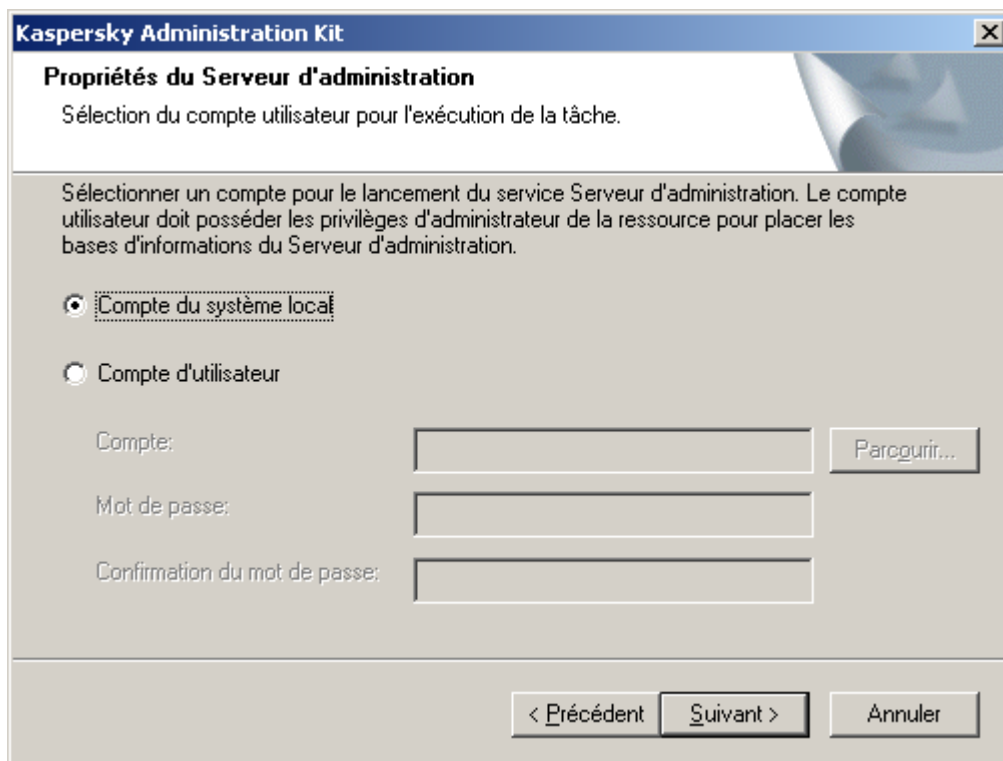 Kaspersky Administration Kit
Propriétés du Serveur d'administration
Sélection du compte utilisateur pour l'exécution de la tâche.
Sélectionner un compte pour le lancement du service Serveur d'administration. Le compte
utilisateur doit posséder les privilèges d'administrateur de la ressource pour placer les
bases d'informations du Serveur d'administration.
Compte du système local
Compte d'utilisateur
Compte:
Parcourir...
Mot de passe:
Confirmation du mot de passe:
< Précédent
Suivant >
Annuler